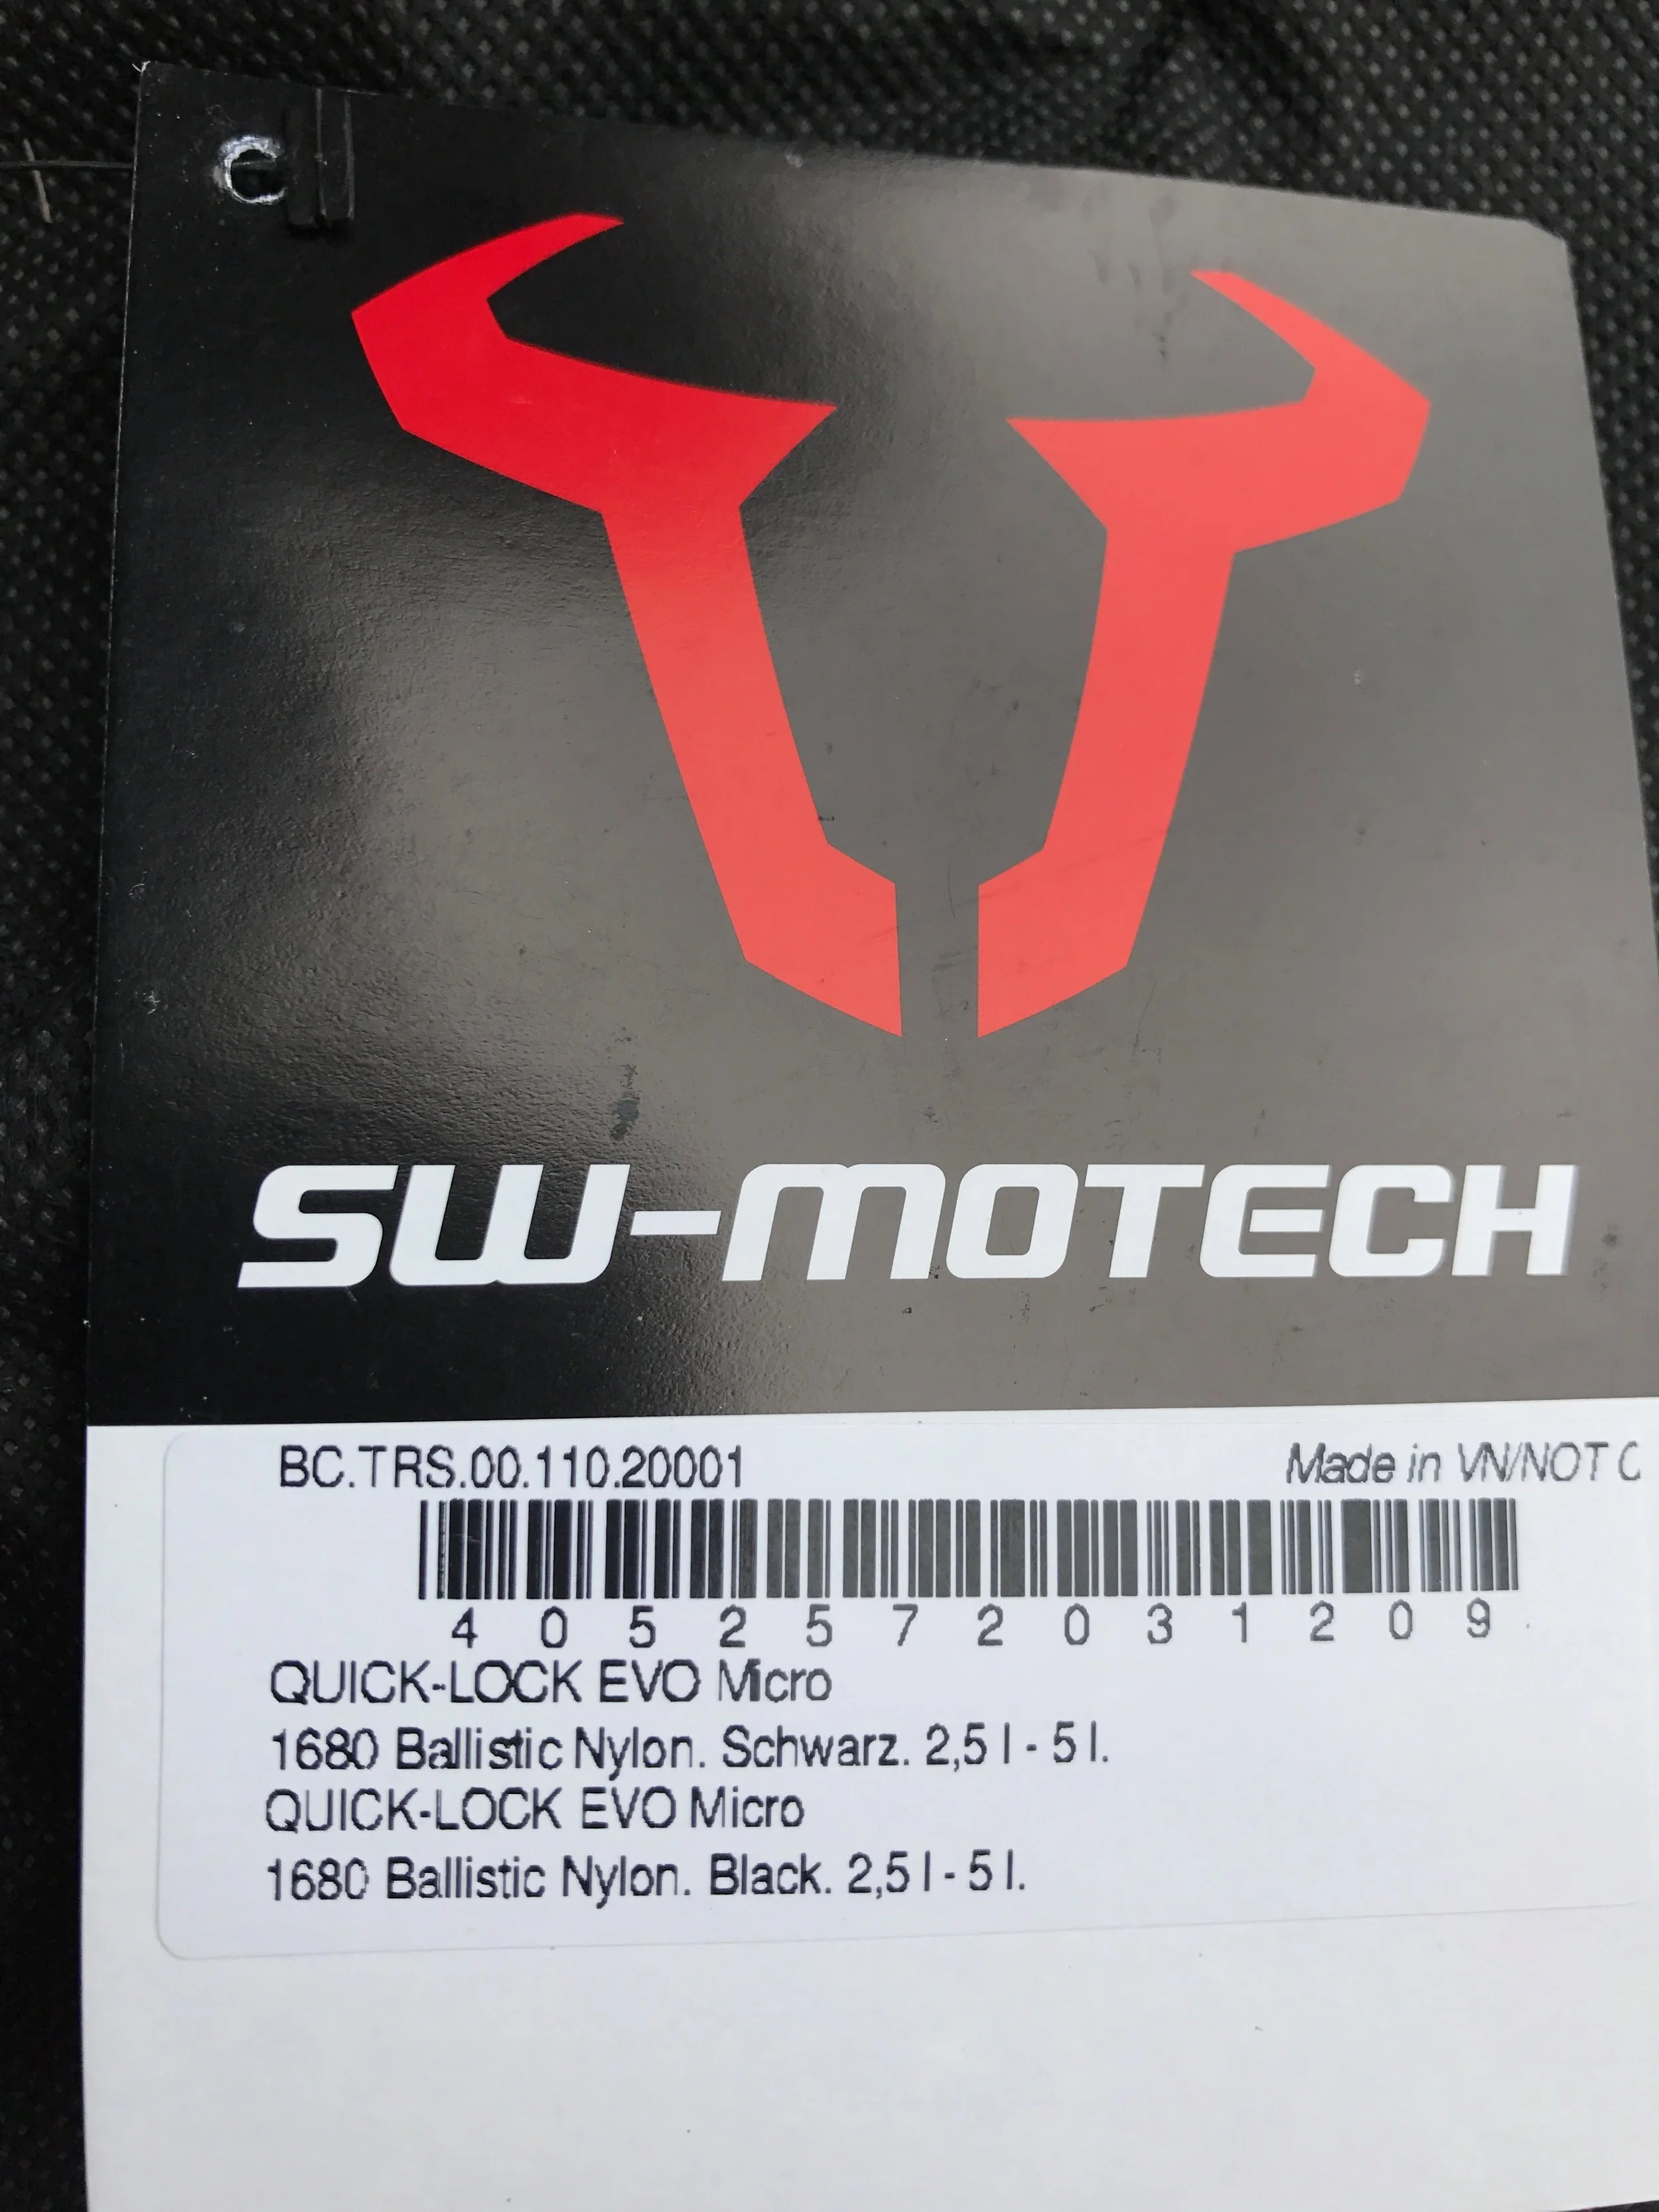 SW-MOTECH
BC.TRS.00.110.20001 Made in VN/NOT
4 0 5 2 5 7 2 0 3 1 2 0 9
QUICK-LOCK EVO Micro
1680 Ballistic Nylon. Schwarz. 2,5 l - 5 l.
QUICK-LOCK EVO Micro
1680 Ballistic Nylon. Black. 2,5 l - 5 l.